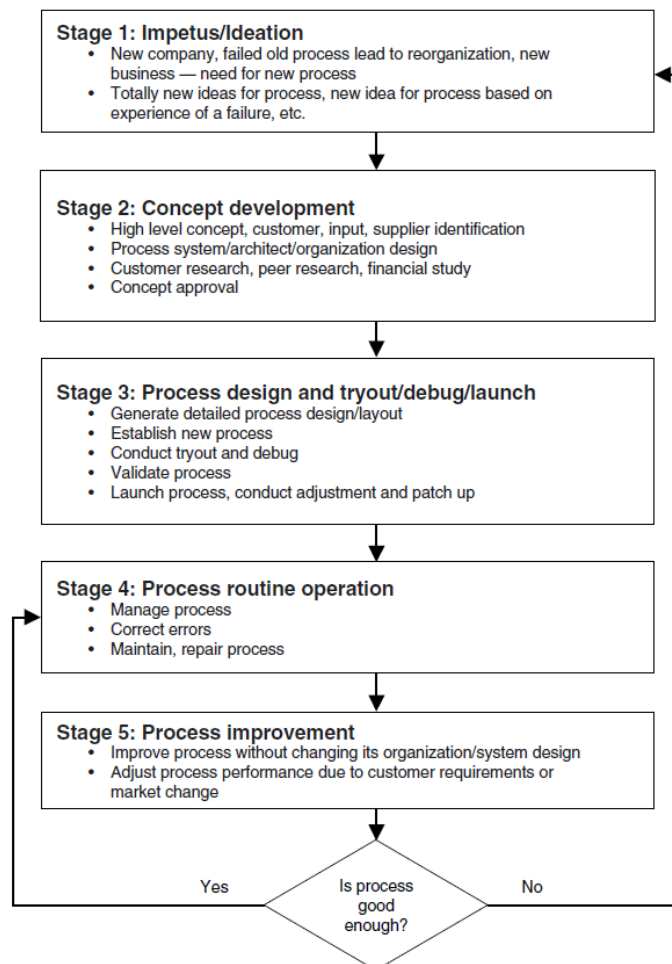 Stage 1: Impetus/Ideation
• New company, failed old process lead to reorganization, new
business — need for new process
• Totally new ideas for process, new idea for process based on
experience of a failure, etc.
Stage 2: Concept development
• High level concept, customer, input, supplier identification
• Process system/architect/organization design
• Customer research, peer research, financial study
• Concept approval
Stage 3: Process design and tryout/debug/launch
• Generate detailed process design/layout
• Establish new process
• Conduct tryout and debug
• Validate process
• Launch process, conduct adjustment and patch up
Stage 4: Process routine operation
• Manage process
• Correct errors
• Maintain, repair process
Stage 5: Process improvement
• Improve process without changing its organization/system design
• Adjust process performance due to customer requirements or
market change
Yes
Is process
good
enough?
No